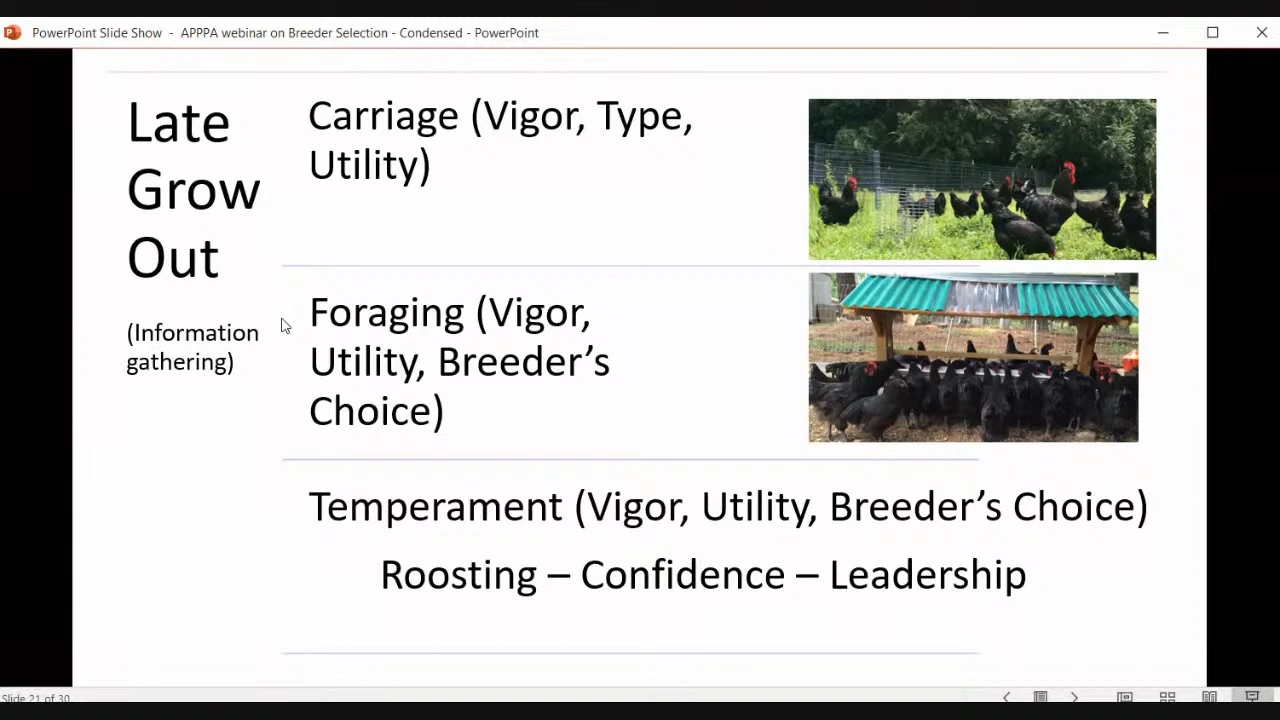 PowerPoint Slide Show - APPPA webinar on Breeder Selection - Condensed - PowerPoint
Late
Grow
Out
(Information
gathering)
Carriage (Vigor, Type,
Utility)
Foraging (Vigor,
Utility, Breeder’s
Choice)
Temperament (Vigor, Utility, Breeder’s Choice)
Roosting – Confidence – Leadership
Slide 21 of 30